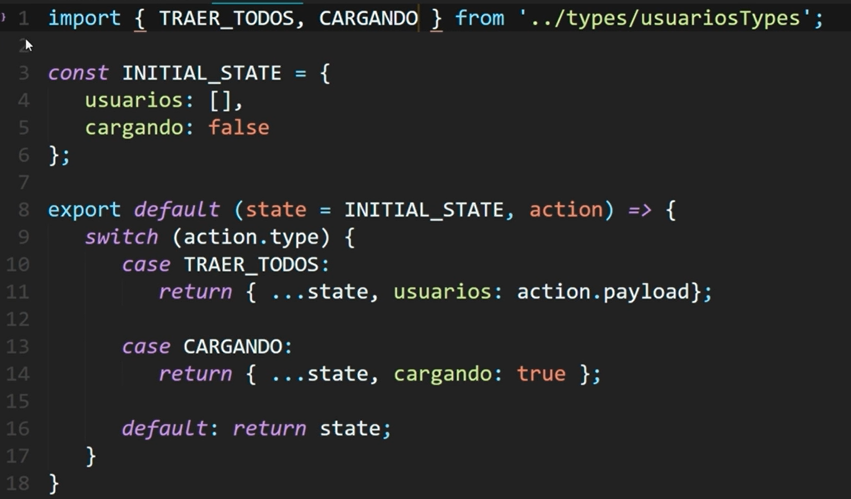 1 import { TRAER_TODOS, CARGANDO } from '../types/usuariosTypes';
2
3 const INITIAL_STATE = {
4 usuarios: [],
5 cargando: false
6 };
7
8 export default (state = INITIAL_STATE, action) => {
9 switch (action.type) {
10 case TRAER_TODOS:
11 return { ...state, usuarios: action.payload};
12
13 case CARGANDO:
14 return { ...state, cargando: true };
15
16 default: return state;
17 }
18 }